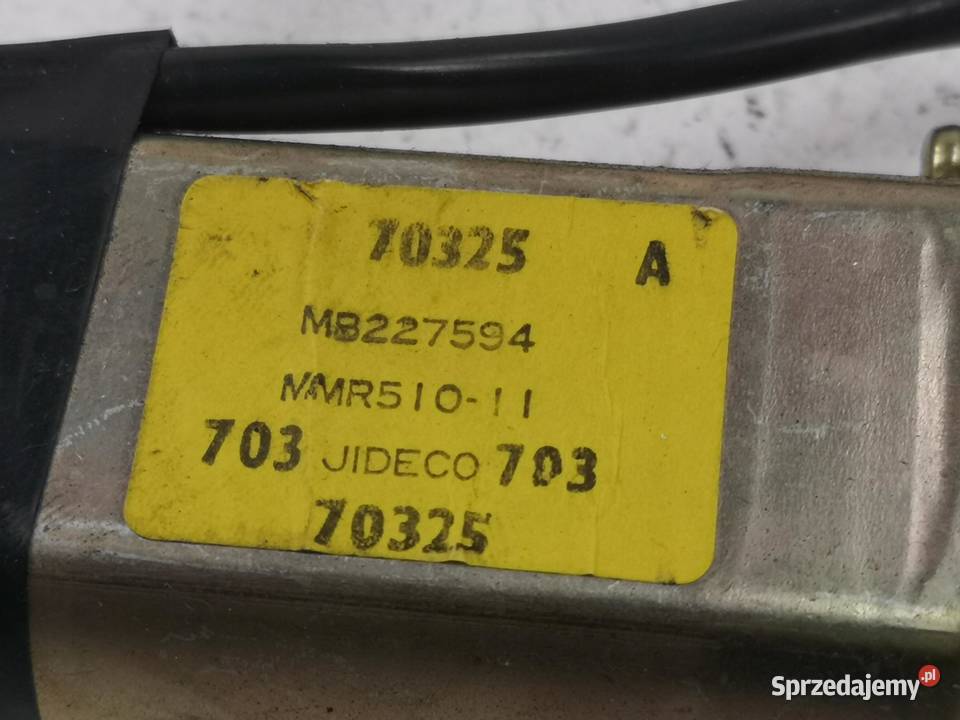 70325 A
MB227594
MMR510-11
703 JIDECO 703
70325
Sprzedajemy.pl